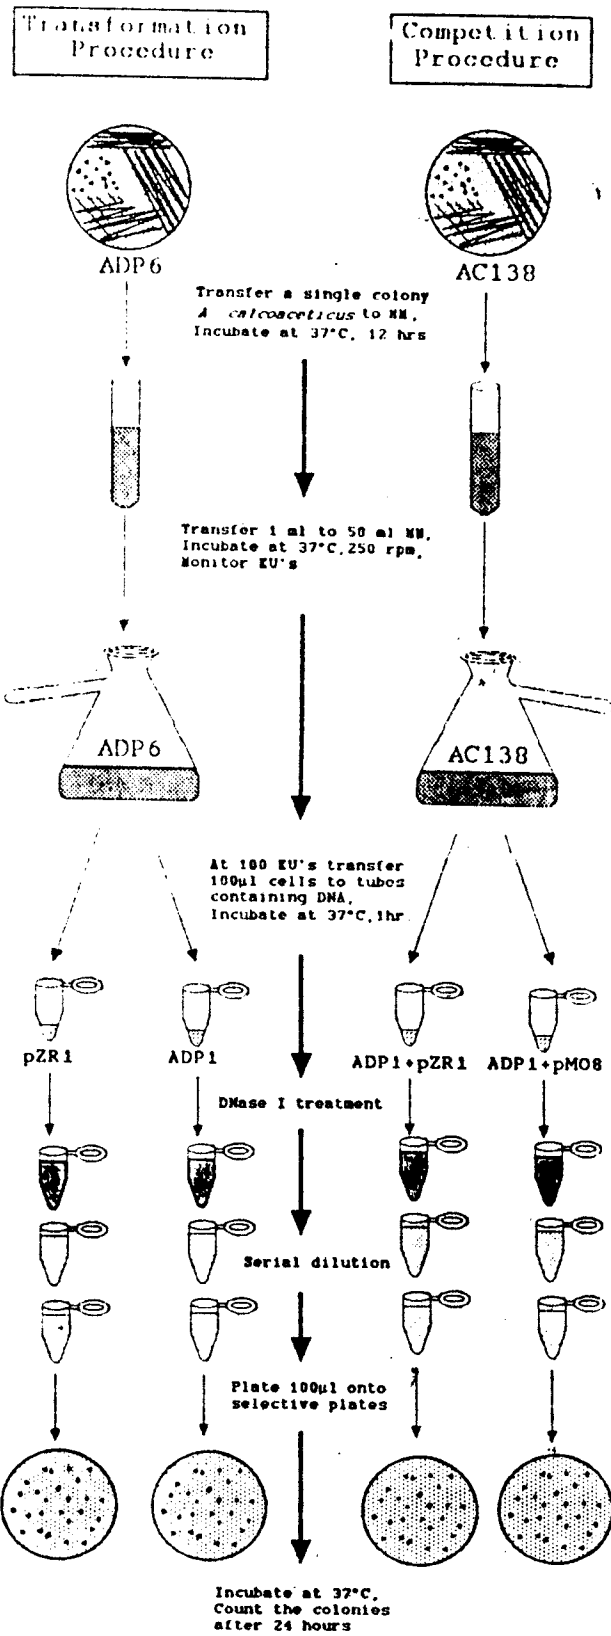 Transformation
Procedure
Competition
Procedure
ADP6
AC138
Transfer a single colony
A calcoaceticus to MM,
Incubate at 37°C, 12 hrs
Transfer 1 ml to 50 ml MM,
Incubate at 37°C,250 rpm,
Monitor KU's
ADP6
AC138
At 100 KU's transfer
100µl cells to tubes
containing DNA,
Incubate at 37°C,1hr.
pZR1
ADP1
ADP1+pZR1
ADP1+pMO8
DNase I treatment
Serial dilution
Plate 100µl onto
selective plates
Incubate at 37°C,
Count the colonies
after 24 hours